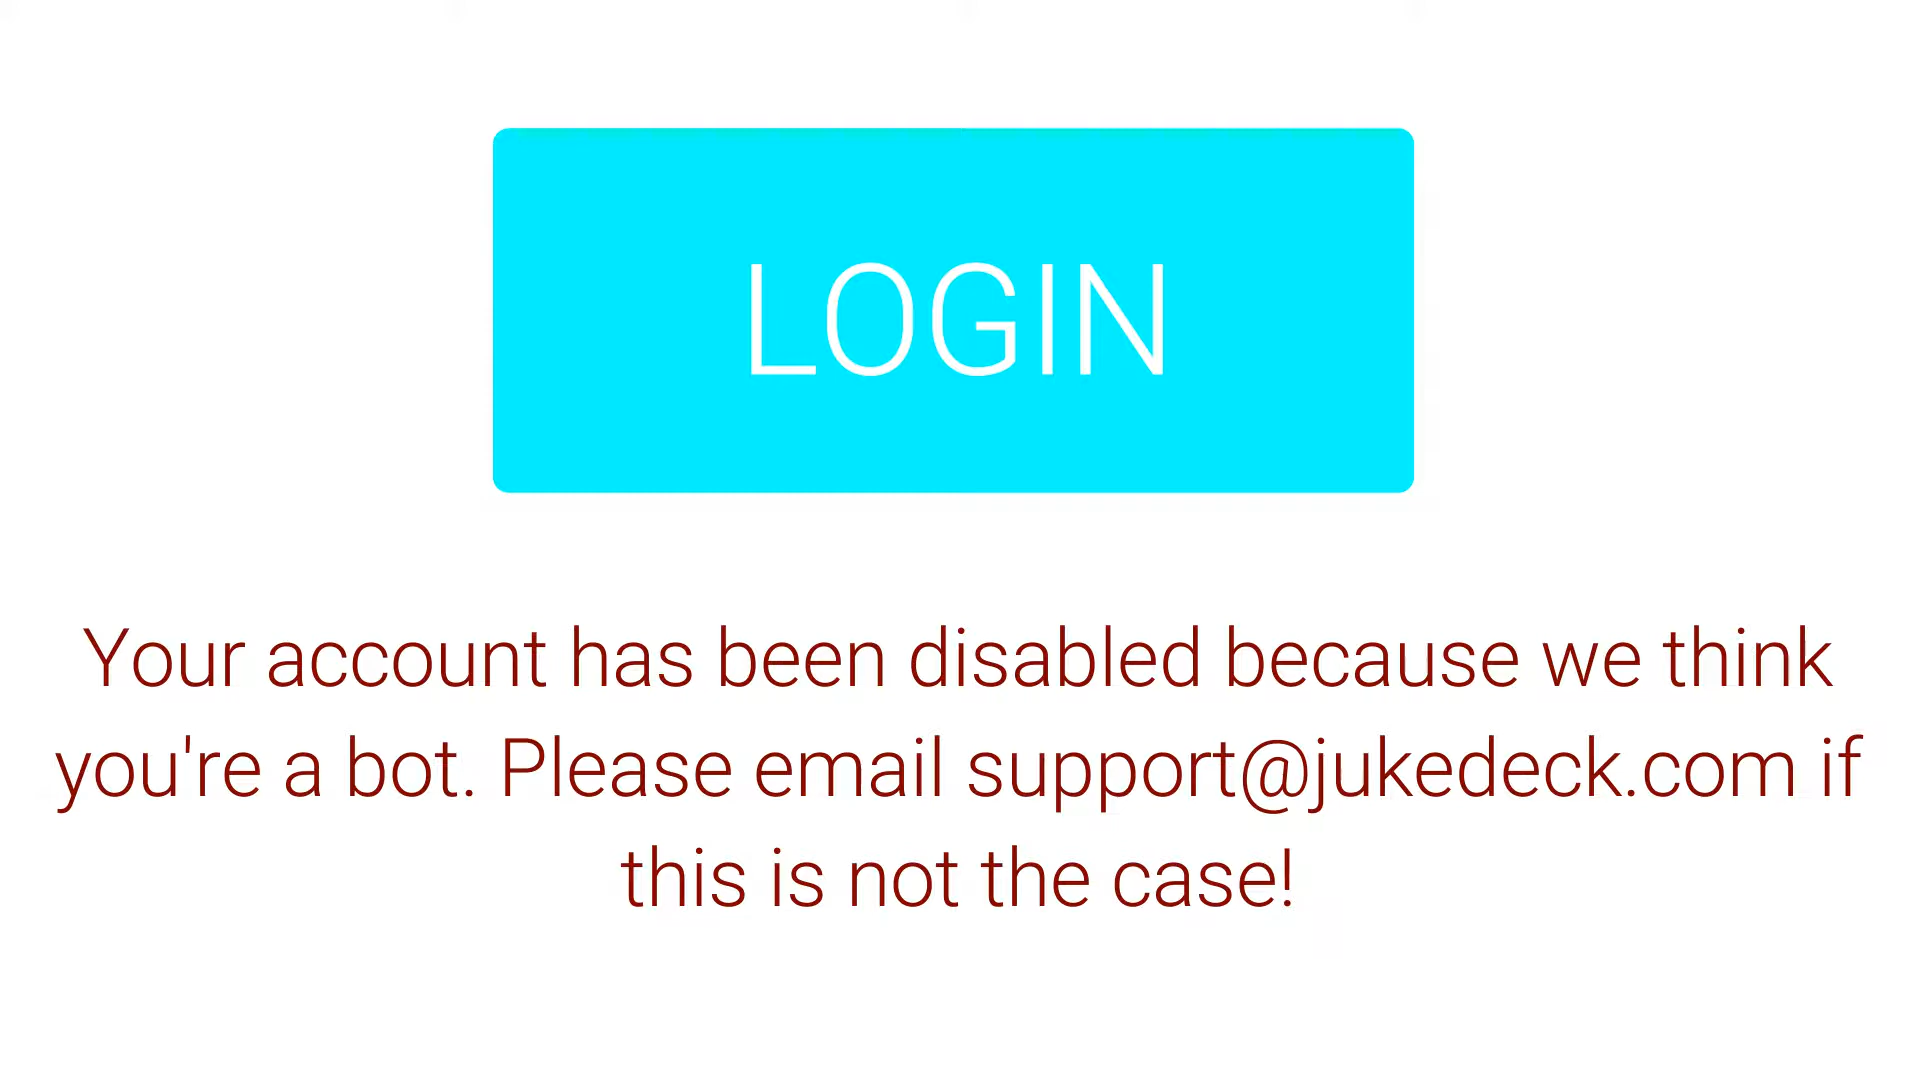 LOGIN
Your account has been disabled because we think
you're a bot. Please email support@jukedeck.com if
this is not the case!